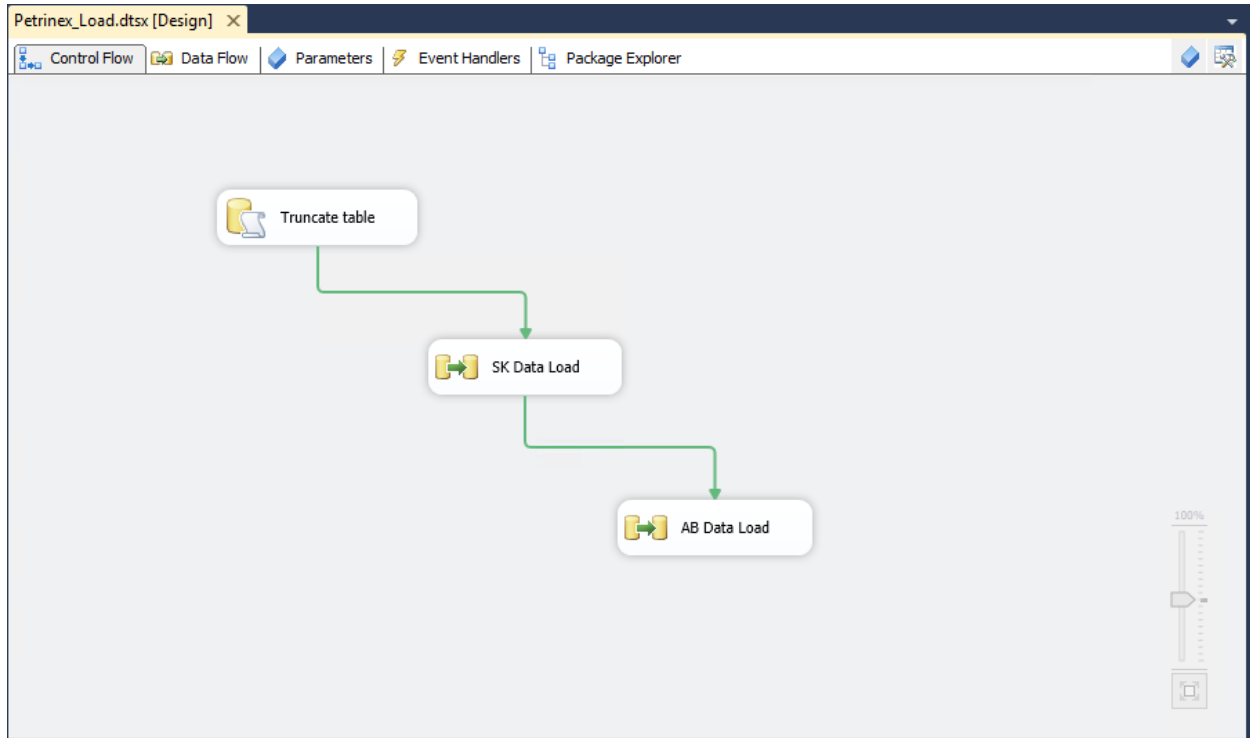 Petrinex_Load.dtsx [Design]
Control Flow Data Flow Parameters Event Handlers Package Explorer
Truncate table
SK Data Load
AB Data Load
100%